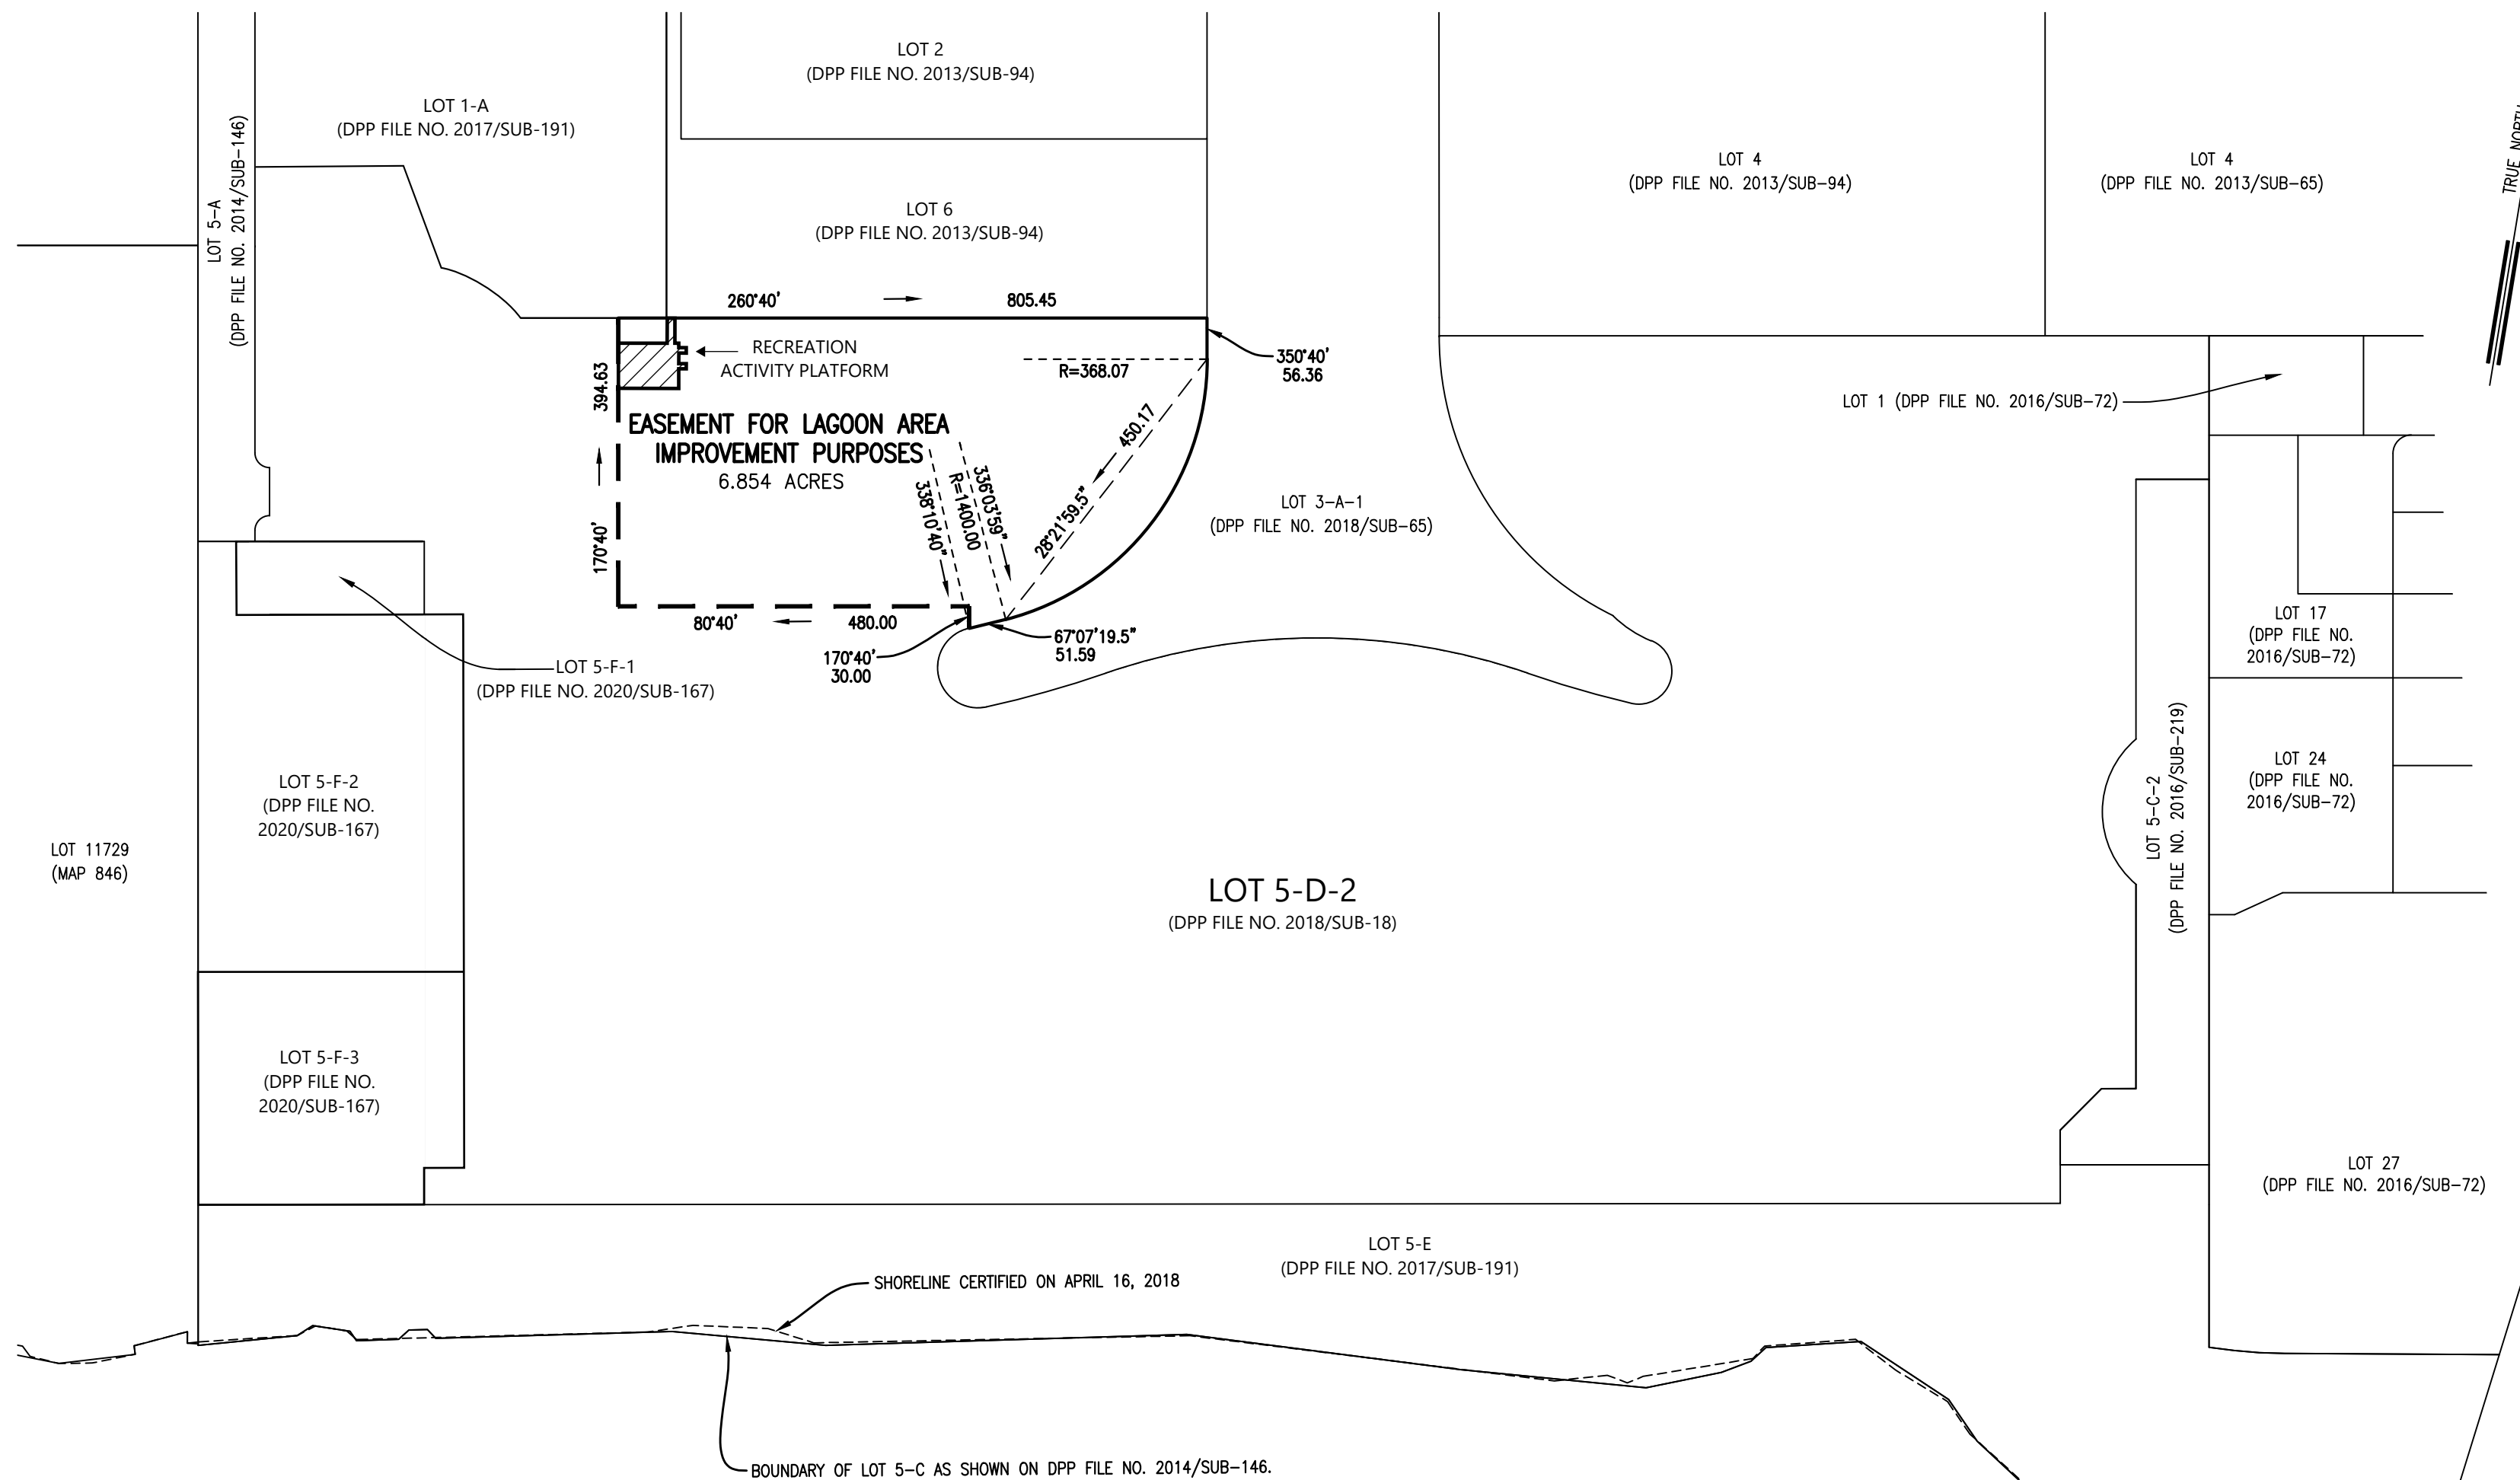 LOT 2
(DPP FILE NO. 2013/SUB-94)
LOT 1-A
(DPP FILE NO. 2017/SUB-191)
LOT 5-A
(DPP FILE NO. 2014/SUB-146)
LOT 6
(DPP FILE NO. 2013/SUB-94)
LOT 4
(DPP FILE NO. 2013/SUB-94)
LOT 4
(DPP FILE NO. 2013/SUB-65)
TRUE NORTH
260°40'
805.45
RECREATION
ACTIVITY PLATFORM
R=368.07
350°40'
56.36
394.63
170°40'
EASEMENT FOR LAGOON AREA
IMPROVEMENT PURPOSES
6.854 ACRES
338°10'40"
R=1400.00
336°03'59"
450.17
28°21'59.5"
LOT 1 (DPP FILE NO. 2016/SUB-72)
LOT 3-A-1
(DPP FILE NO. 2018/SUB-65)
80°40'
480.00
67°07'19.5"
51.59
170°40'
30.00
LOT 5-F-1
(DPP FILE NO. 2020/SUB-167)
LOT 17
(DPP FILE NO.
2016/SUB-72)
LOT 5-F-2
(DPP FILE NO.
2020/SUB-167)
LOT 5-C-2
(DPP FILE NO. 2016/SUB-219)
LOT 24
(DPP FILE NO.
2016/SUB-72)
LOT 11729
(MAP 846)
LOT 5-D-2
(DPP FILE NO. 2018/SUB-18)
LOT 5-F-3
(DPP FILE NO.
2020/SUB-167)
LOT 27
(DPP FILE NO. 2016/SUB-72)
LOT 5-E
(DPP FILE NO. 2017/SUB-191)
SHORELINE CERTIFIED ON APRIL 16, 2018
BOUNDARY OF LOT 5-C AS SHOWN ON DPP FILE NO. 2014/SUB-146.